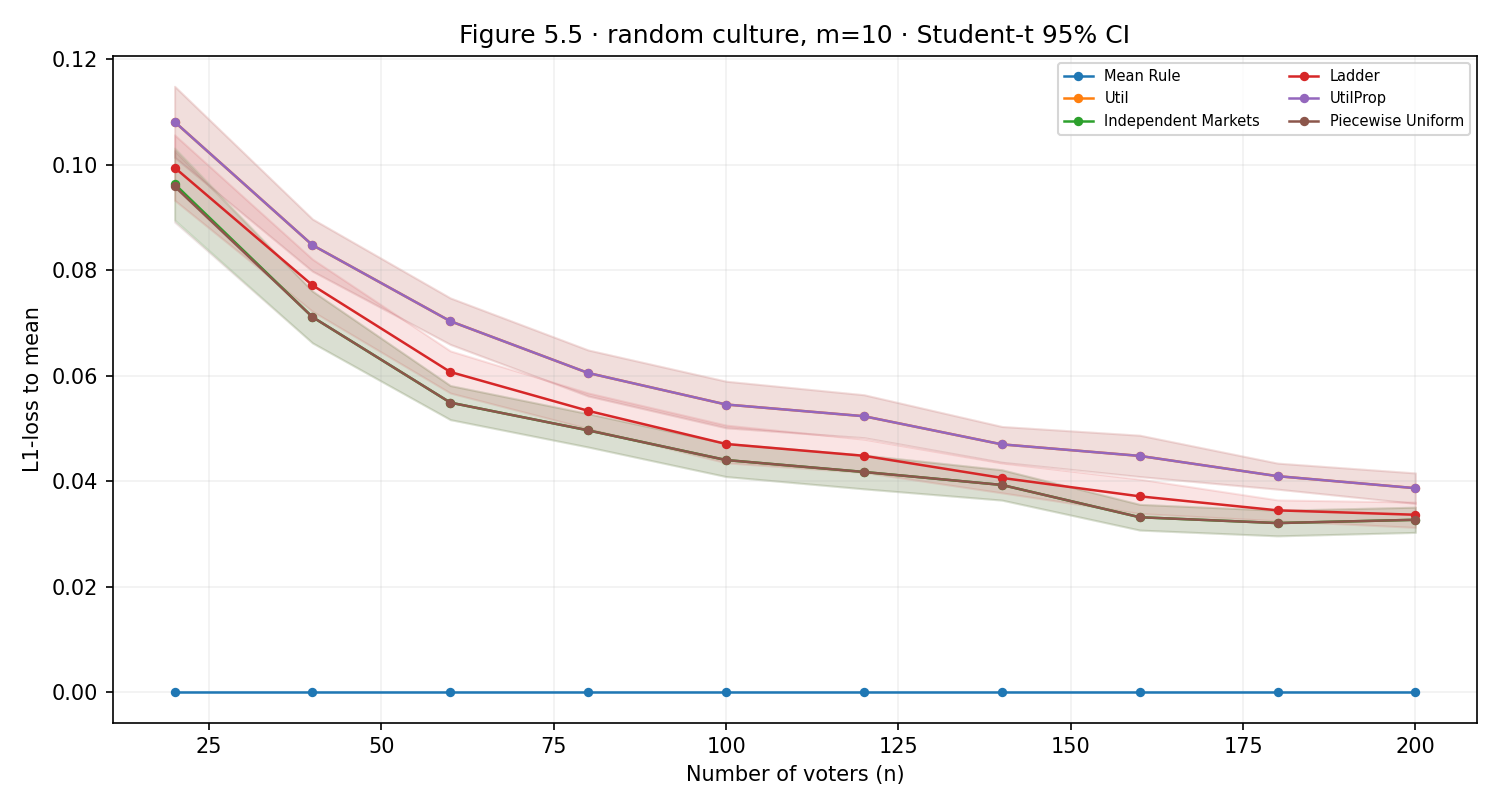 Figure 5.5 · random culture, m=10 · Student-t 95% CI
Mean Rule
Util
Independent Markets
Ladder
UtilProp
Piecewise Uniform
L1-loss to mean
0.12
0.10
0.08
0.06
0.04
0.02
0.00
25 50 75 100 125 150 175 200
Number of voters (n)